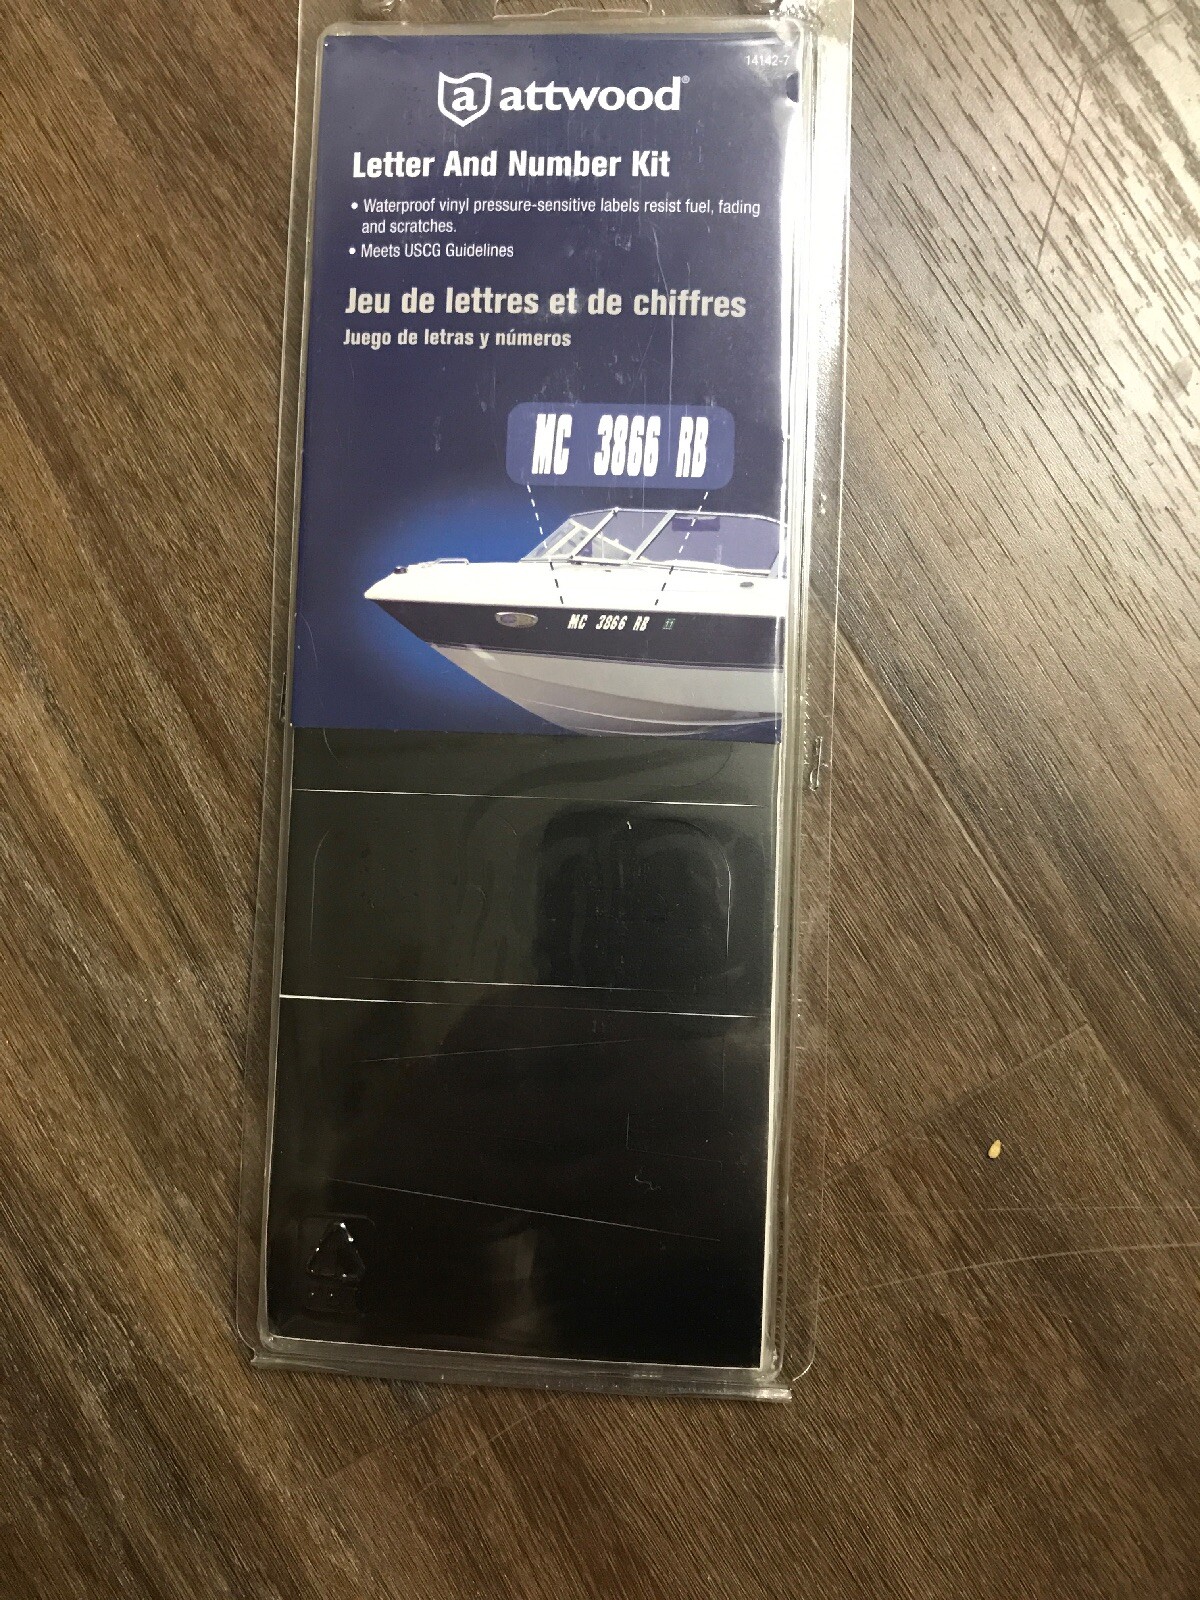 14142-7
a attwood®
Letter And Number Kit
• Waterproof vinyl pressure-sensitive labels resist fuel, fading
and scratches.
• Meets USCG Guidelines
Jeu de lettres et de chiffres
Juego de letras y números
MC 3866 RB
MC 3866 RB